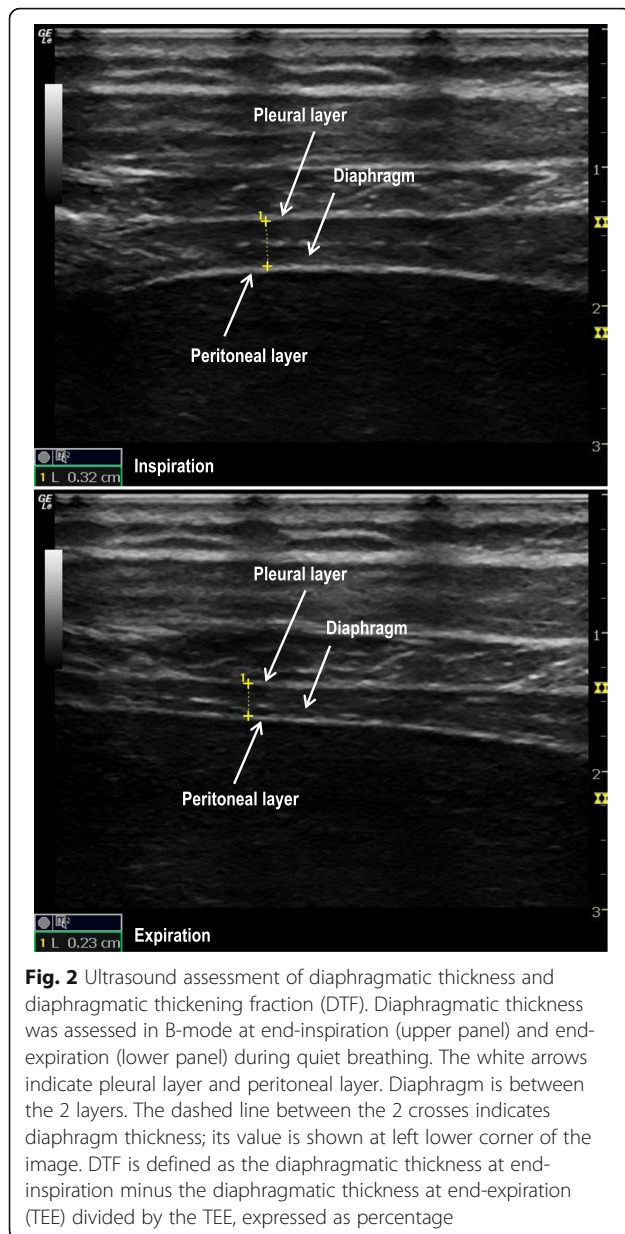 GE
Le
Pleural layer
Diaphragm
1
1
Peritoneal layer
2
3
Inspiration
1 L 0.32 cm
GE
Le
Pleural layer
Diaphragm
1
1
Peritoneal layer
2
3
Expiration
1 L 0.23 cm
Fig. 2 Ultrasound assessment of diaphragmatic thickness and
diaphragmatic thickening fraction (DTF). Diaphragmatic thickness
was assessed in B-mode at end-inspiration (upper panel) and end-
expiration (lower panel) during quiet breathing. The white arrows
indicate pleural layer and peritoneal layer. Diaphragm is between
the 2 layers. The dashed line between the 2 crosses indicates
diaphragm thickness; its value is shown at left lower corner of the
image. DTF is defined as the diaphragmatic thickness at end-
inspiration minus the diaphragmatic thickness at end-expiration
(TEE) divided by the TEE, expressed as percentage